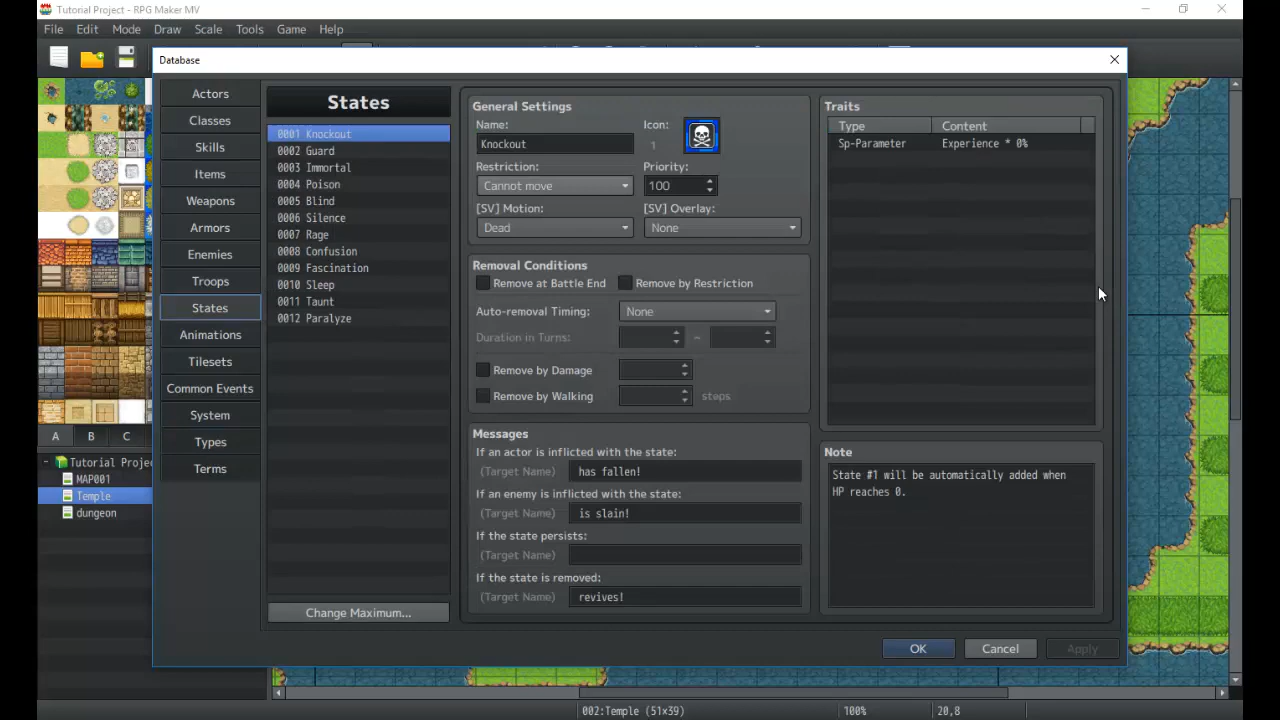 Tutorial Project - RPG Maker MV
File Edit Mode Draw Scale Tools Game Help
Database
Actors
Classes
Skills
Items
Weapons
Armors
Enemies
Troops
States
Animations
Tilesets
Common Events
System
Types
Terms
States
0001 Knockout
0002 Guard
0003 Immortal
0004 Poison
0005 Blind
0006 Silence
0007 Rage
0008 Confusion
0009 Fascination
0010 Sleep
0011 Taunt
0012 Paralyze
Change Maximum...
General Settings
Name:
Icon:
Knockout
1
Restriction:
Priority:
Cannot move
100
[SV] Motion:
[SV] Overlay:
Dead
None
Removal Conditions
Remove at Battle End
Remove by Restriction
Auto-removal Timing:
None
Duration in Turns:
~
Remove by Damage
Remove by Walking
steps
Messages
If an actor is inflicted with the state:
(Target Name) has fallen!
If an enemy is inflicted with the state:
(Target Name) is slain!
If the state persists:
(Target Name)
If the state is removed:
(Target Name) revives!
Traits
Type Content
Sp-Parameter Experience * 0%
Note
State #1 will be automatically added when
HP reaches 0.
OK Cancel Apply
A B C
Tutorial Projec
MAP001
Temple
dungeon
002:Temple (51x39)
100%
20,8